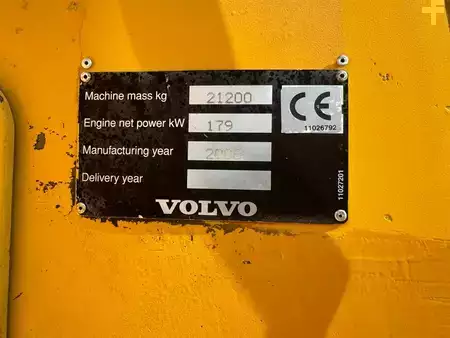 Machine mass kg 21200
Engine net power kW 179
Manufacturing year
Delivery year
VOLVO
CE
11026792
11027201